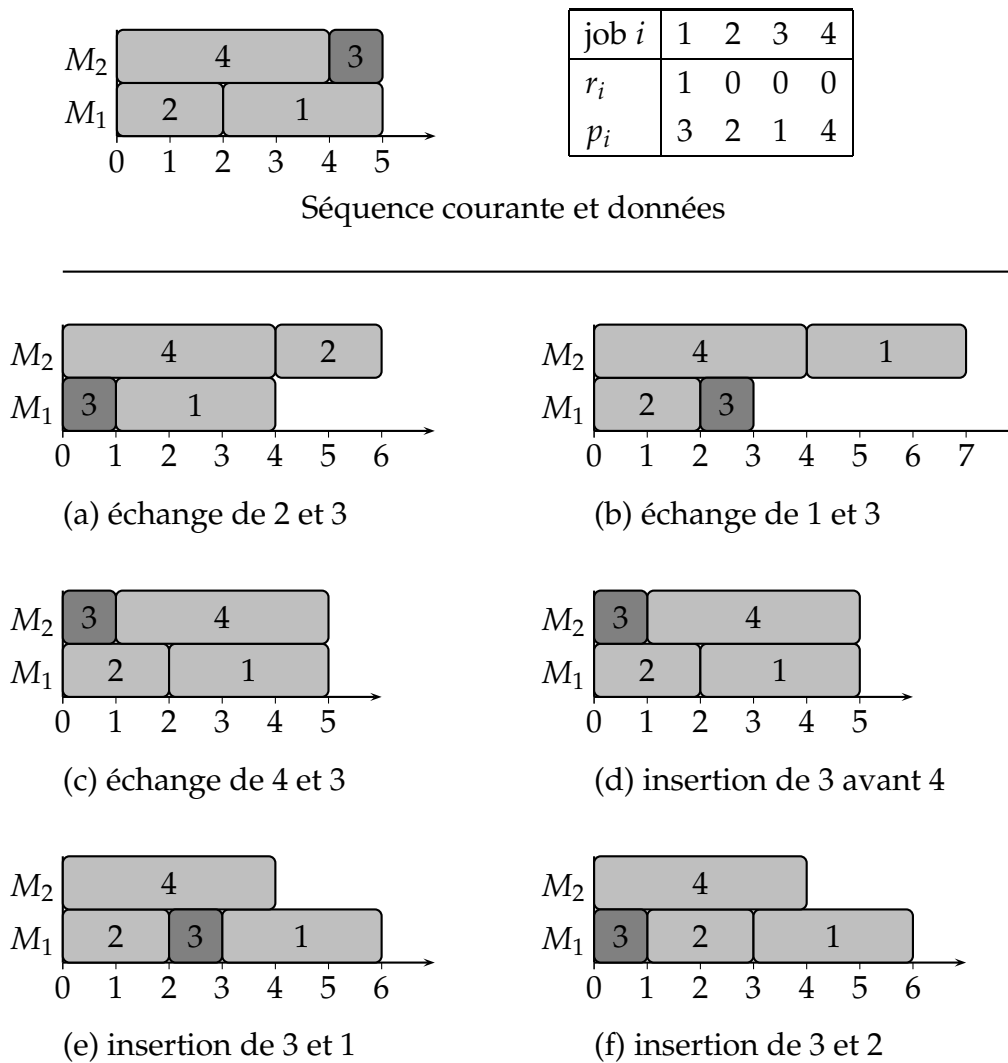 M2 4 3
M1 2 1
0 1 2 3 4 5
job i 1 2 3 4
ri 1 0 0 0
pi 3 2 1 4
Séquence courante et données
M2 4 2
M1 3 1
0 1 2 3 4 5 6
(a) échange de 2 et 3
M2 4 1
M1 2 3
0 1 2 3 4 5 6 7
(b) échange de 1 et 3
M2 3 4
M1 2 1
0 1 2 3 4 5
(c) échange de 4 et 3
M2 3 4
M1 2 1
0 1 2 3 4 5
(d) insertion de 3 avant 4
M2 4
M1 2 3 1
0 1 2 3 4 5 6
(e) insertion de 3 et 1
M2 4
M1 3 2 1
0 1 2 3 4 5 6
(f) insertion de 3 et 2